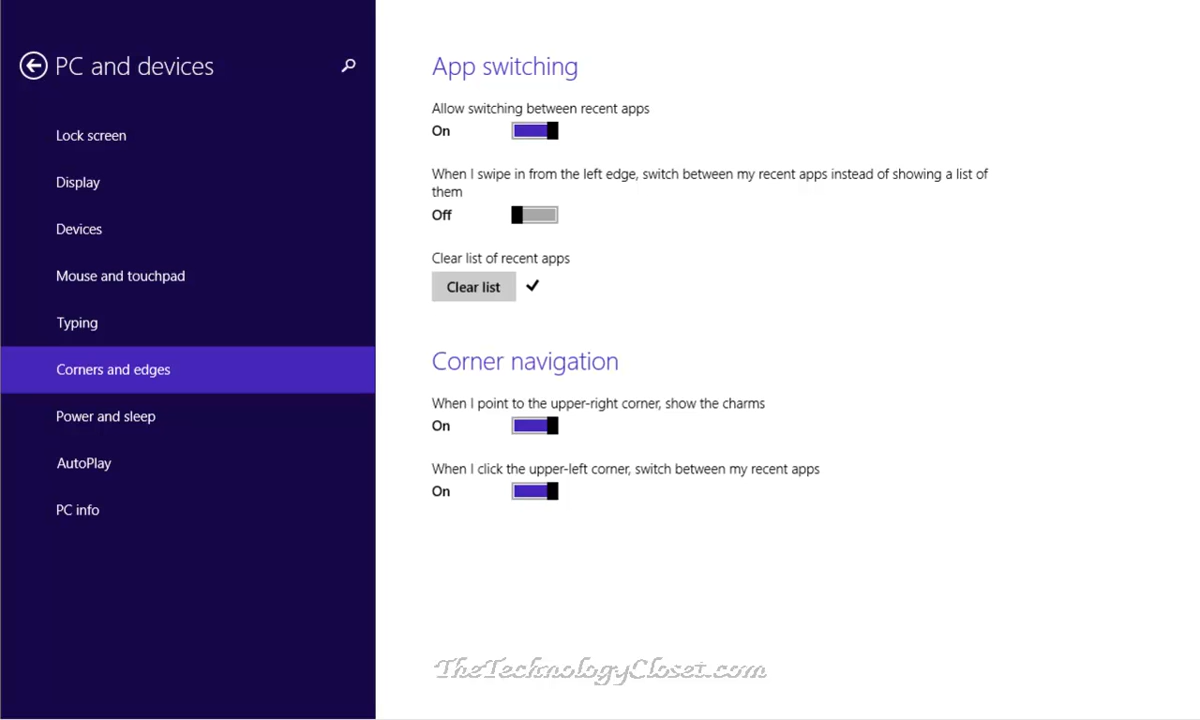 PC and devices
Lock screen
Display
Devices
Mouse and touchpad
Typing
Corners and edges
Power and sleep
AutoPlay
PC info
App switching
Allow switching between recent apps
On
When I swipe in from the left edge, switch between my recent apps instead of showing a list of
them
Off
Clear list of recent apps
Clear list
Corner navigation
When I point to the upper-right corner, show the charms
On
When I click the upper-left corner, switch between my recent apps
On
TheTechnologyCloset.com